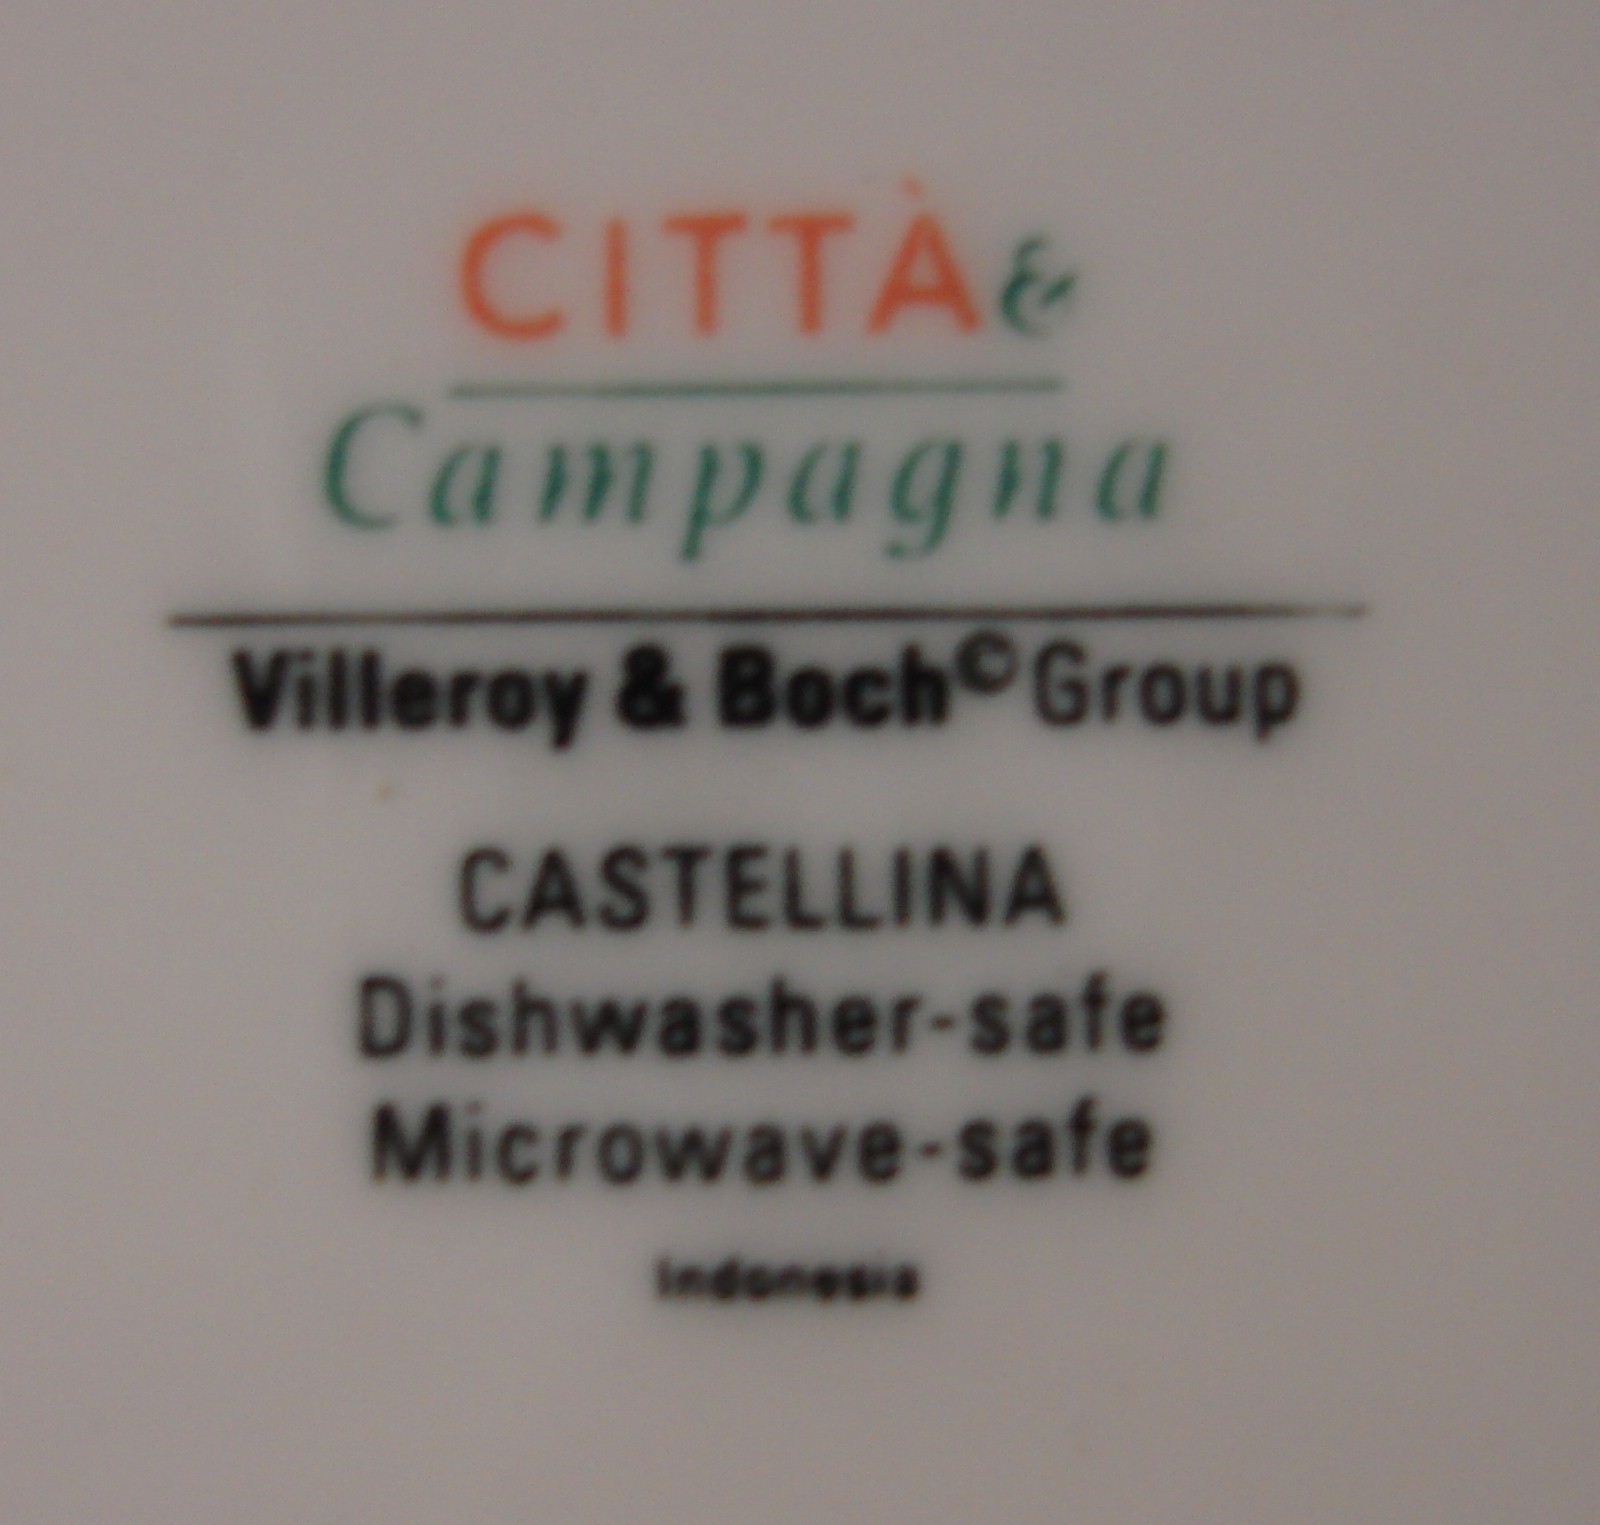 CITTÀ &
Campagna
Villeroy & Boch© Group
CASTELLINA
Dishwasher-safe
Microwave-safe
Indonesia